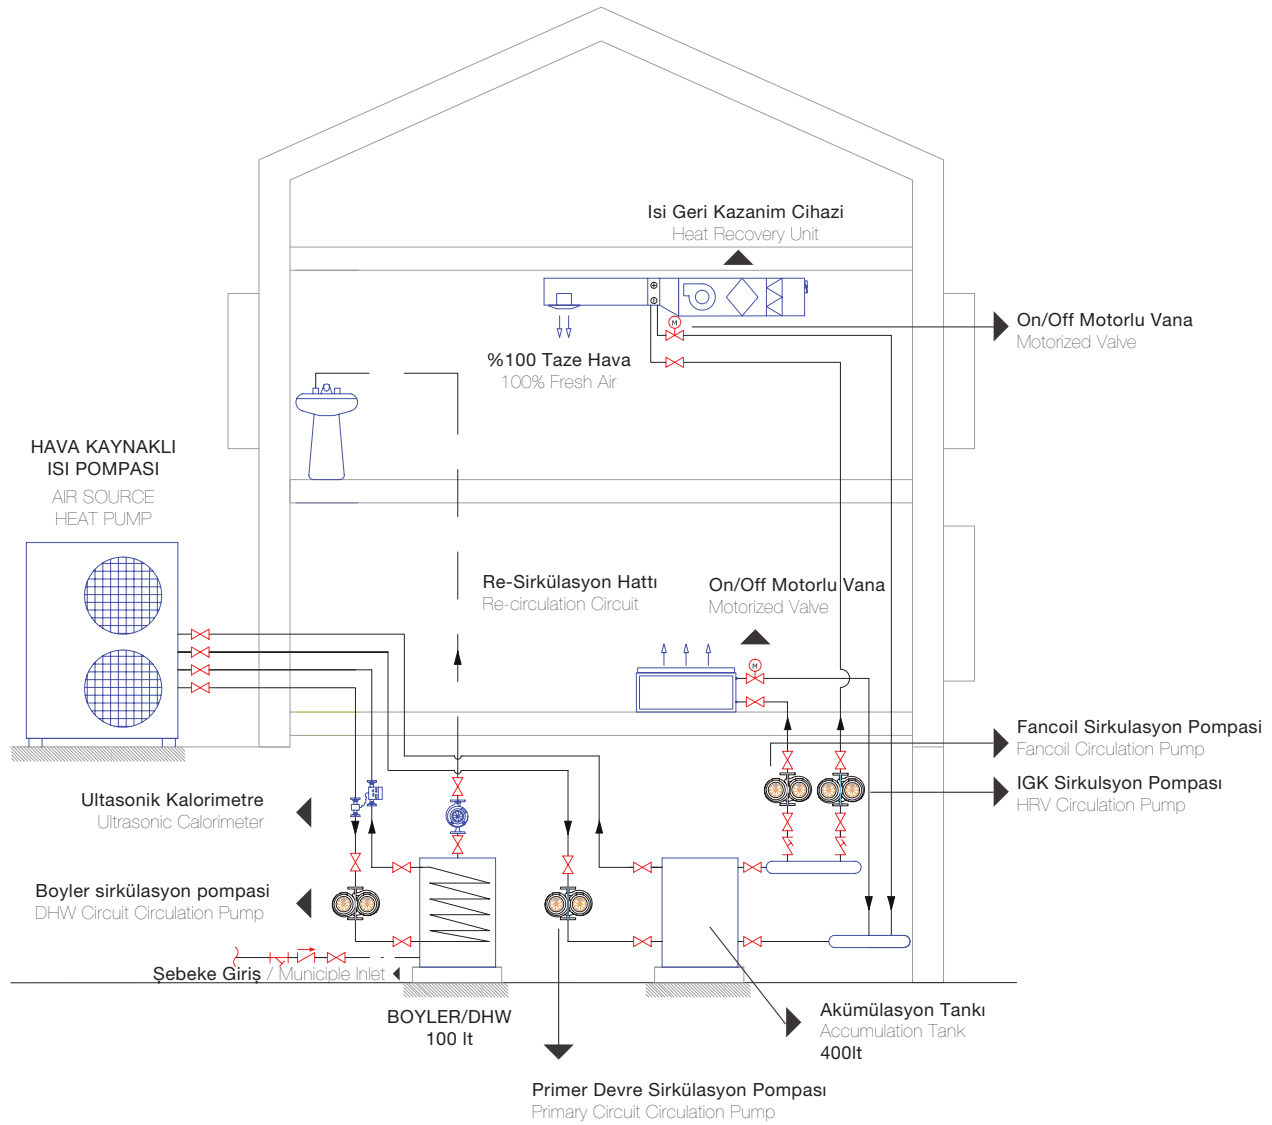 Isi Geri Kazanim Cihazi
Heat Recovery Unit
M
On/Off Motorlu Vana
Motorized Valve
%100 Taze Hava
100% Fresh Air
HAVA KAYNAKLI
ISI POMPASI
AIR SOURCE
HEAT PUMP
Re-Sirkülasyon Hattı
Re-circulation Circuit
On/Off Motorlu Vana
Motorized Valve
M
Fancoil Sirkulasyon Pompasi
Fancoil Circulation Pump
IGK Sirkulsyon Pompası
HRV Circulation Pump
Ultasonik Kalorimetre
Ultrasonic Calorimeter
Boyler sirkülasyon pompasi
DHW Circuit Circulation Pump
Şebeke Giriş / Municiple Inlet
BOYLER/DHW
100 lt
Akümülasyon Tankı
Accumulation Tank
400lt
Primer Devre Sirkülasyon Pompası
Primary Circuit Circulation Pump